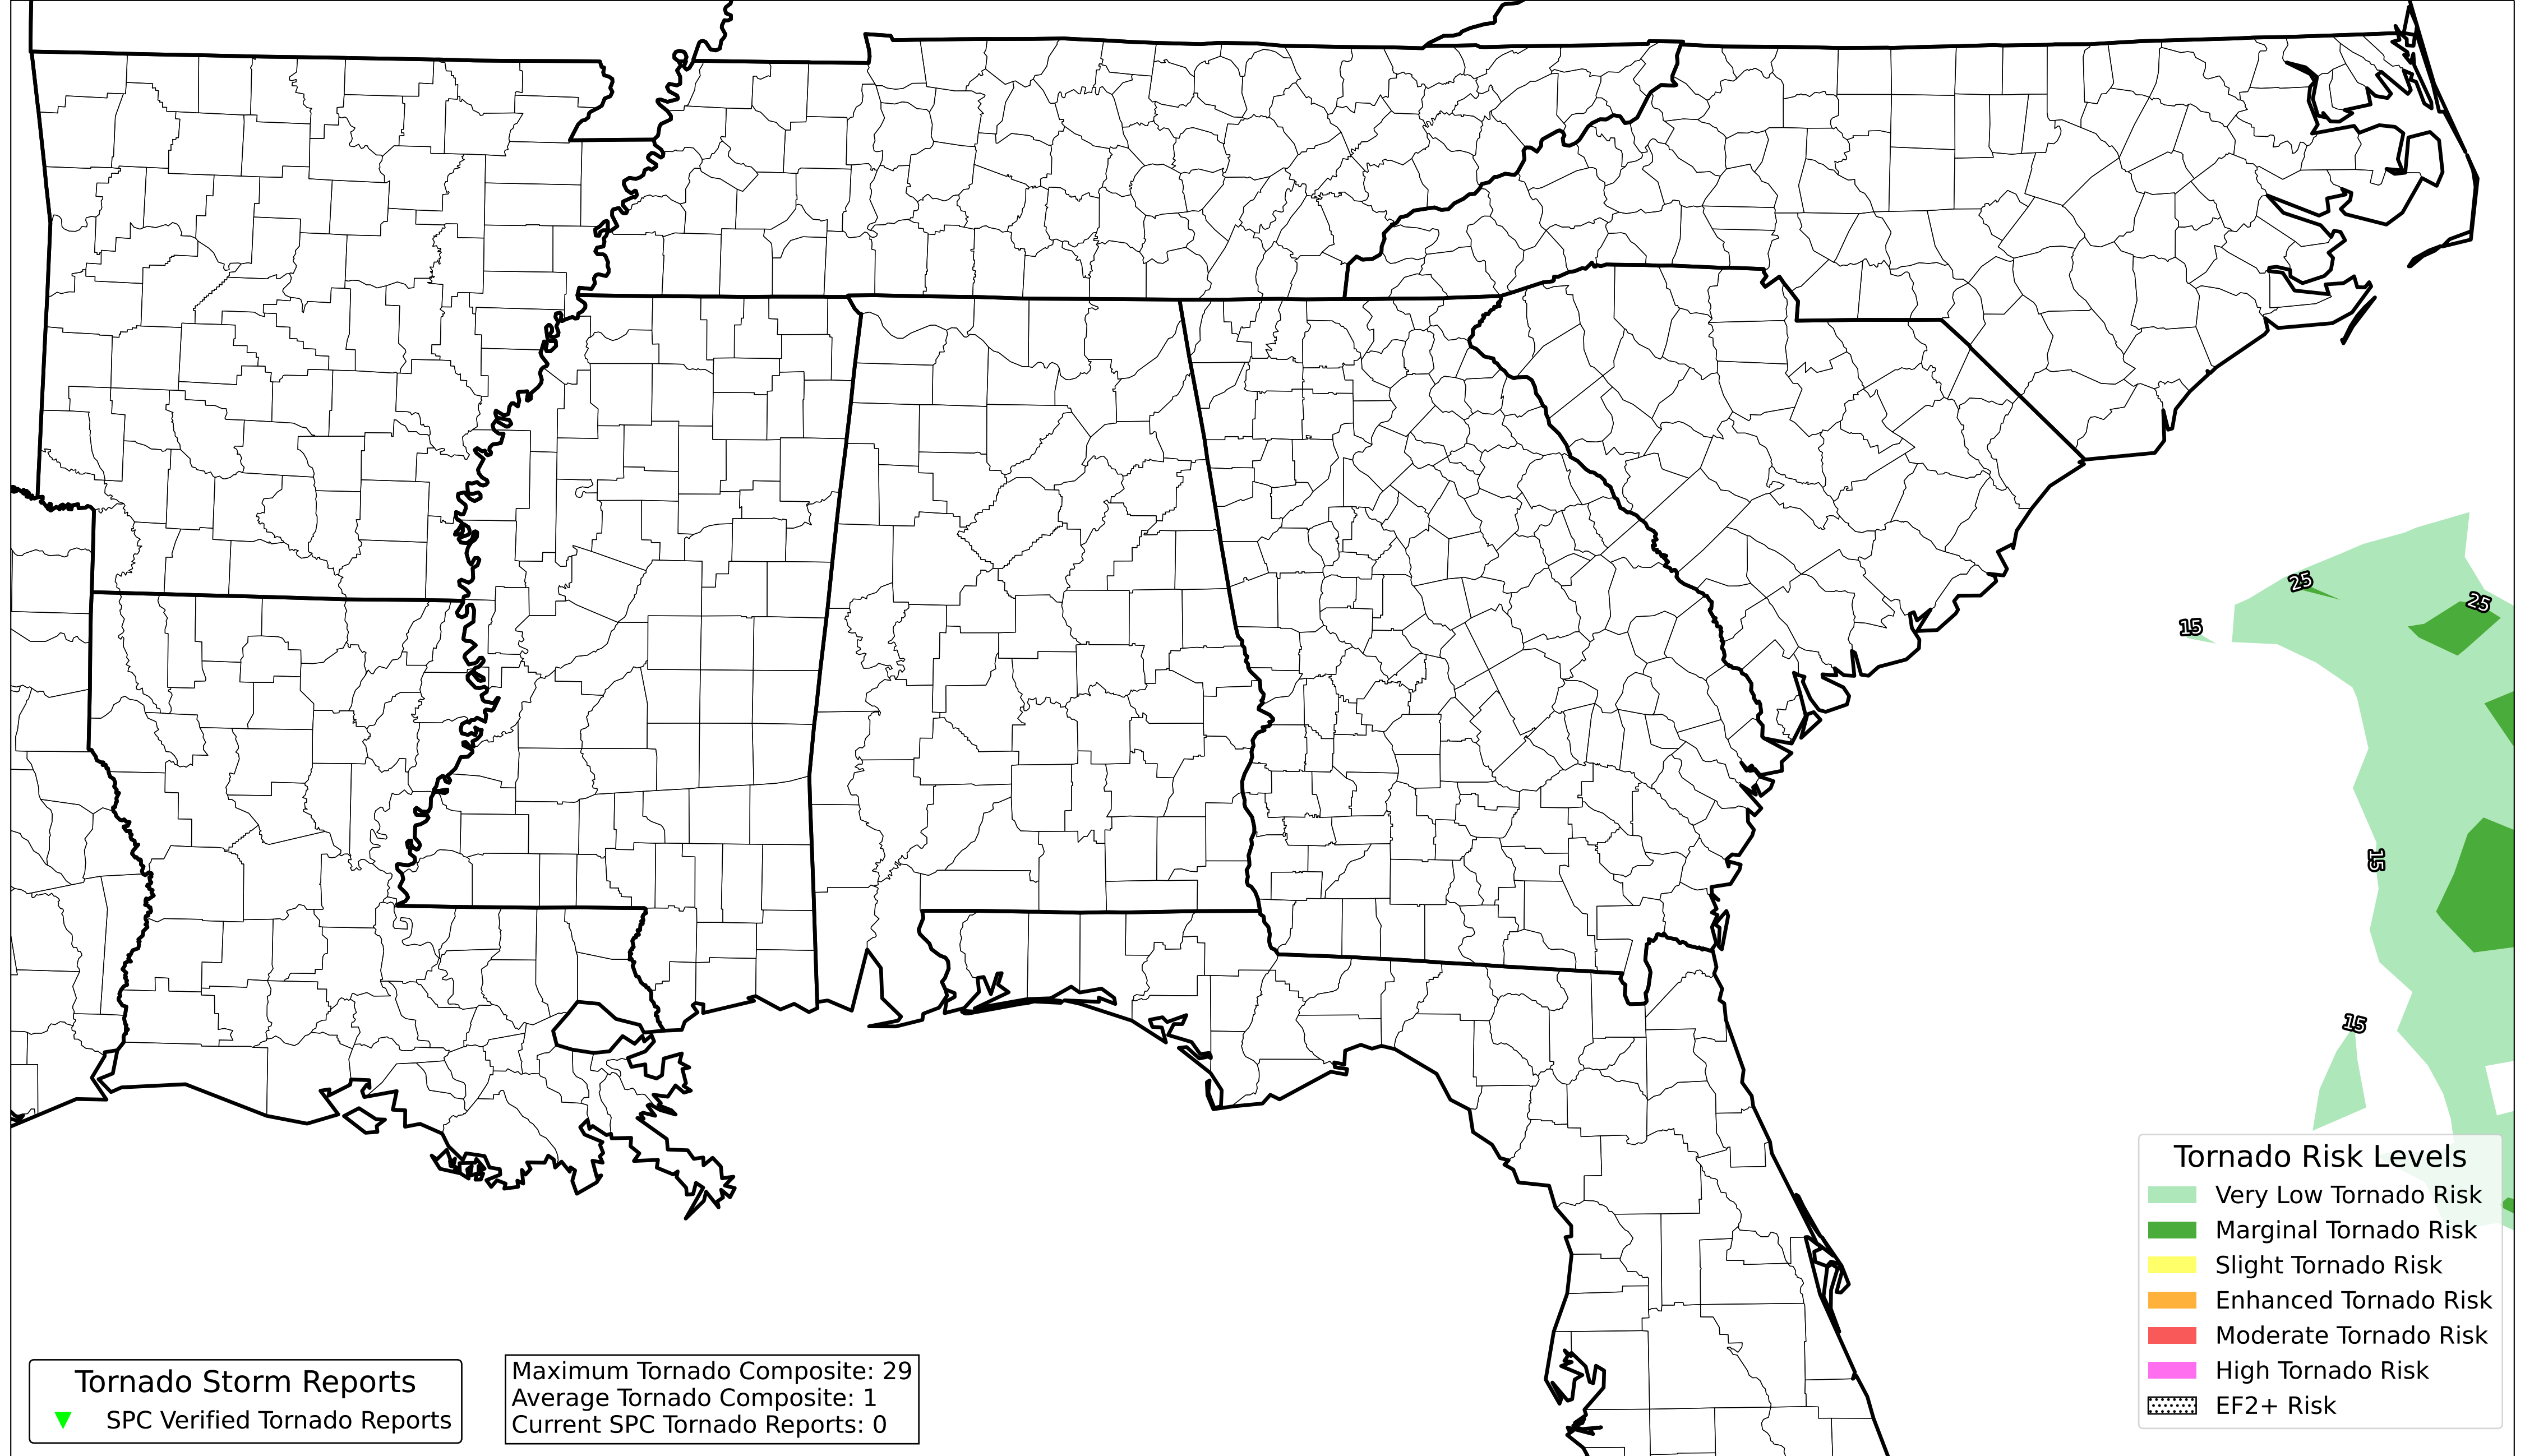 25
25
15
15
15
Tornado Risk Levels
Very Low Tornado Risk
Marginal Tornado Risk
Slight Tornado Risk
Enhanced Tornado Risk
Moderate Tornado Risk
High Tornado Risk
EF2+ Risk
Tornado Storm Reports
SPC Verified Tornado Reports
Maximum Tornado Composite: 29
Average Tornado Composite: 1
Current SPC Tornado Reports: 0